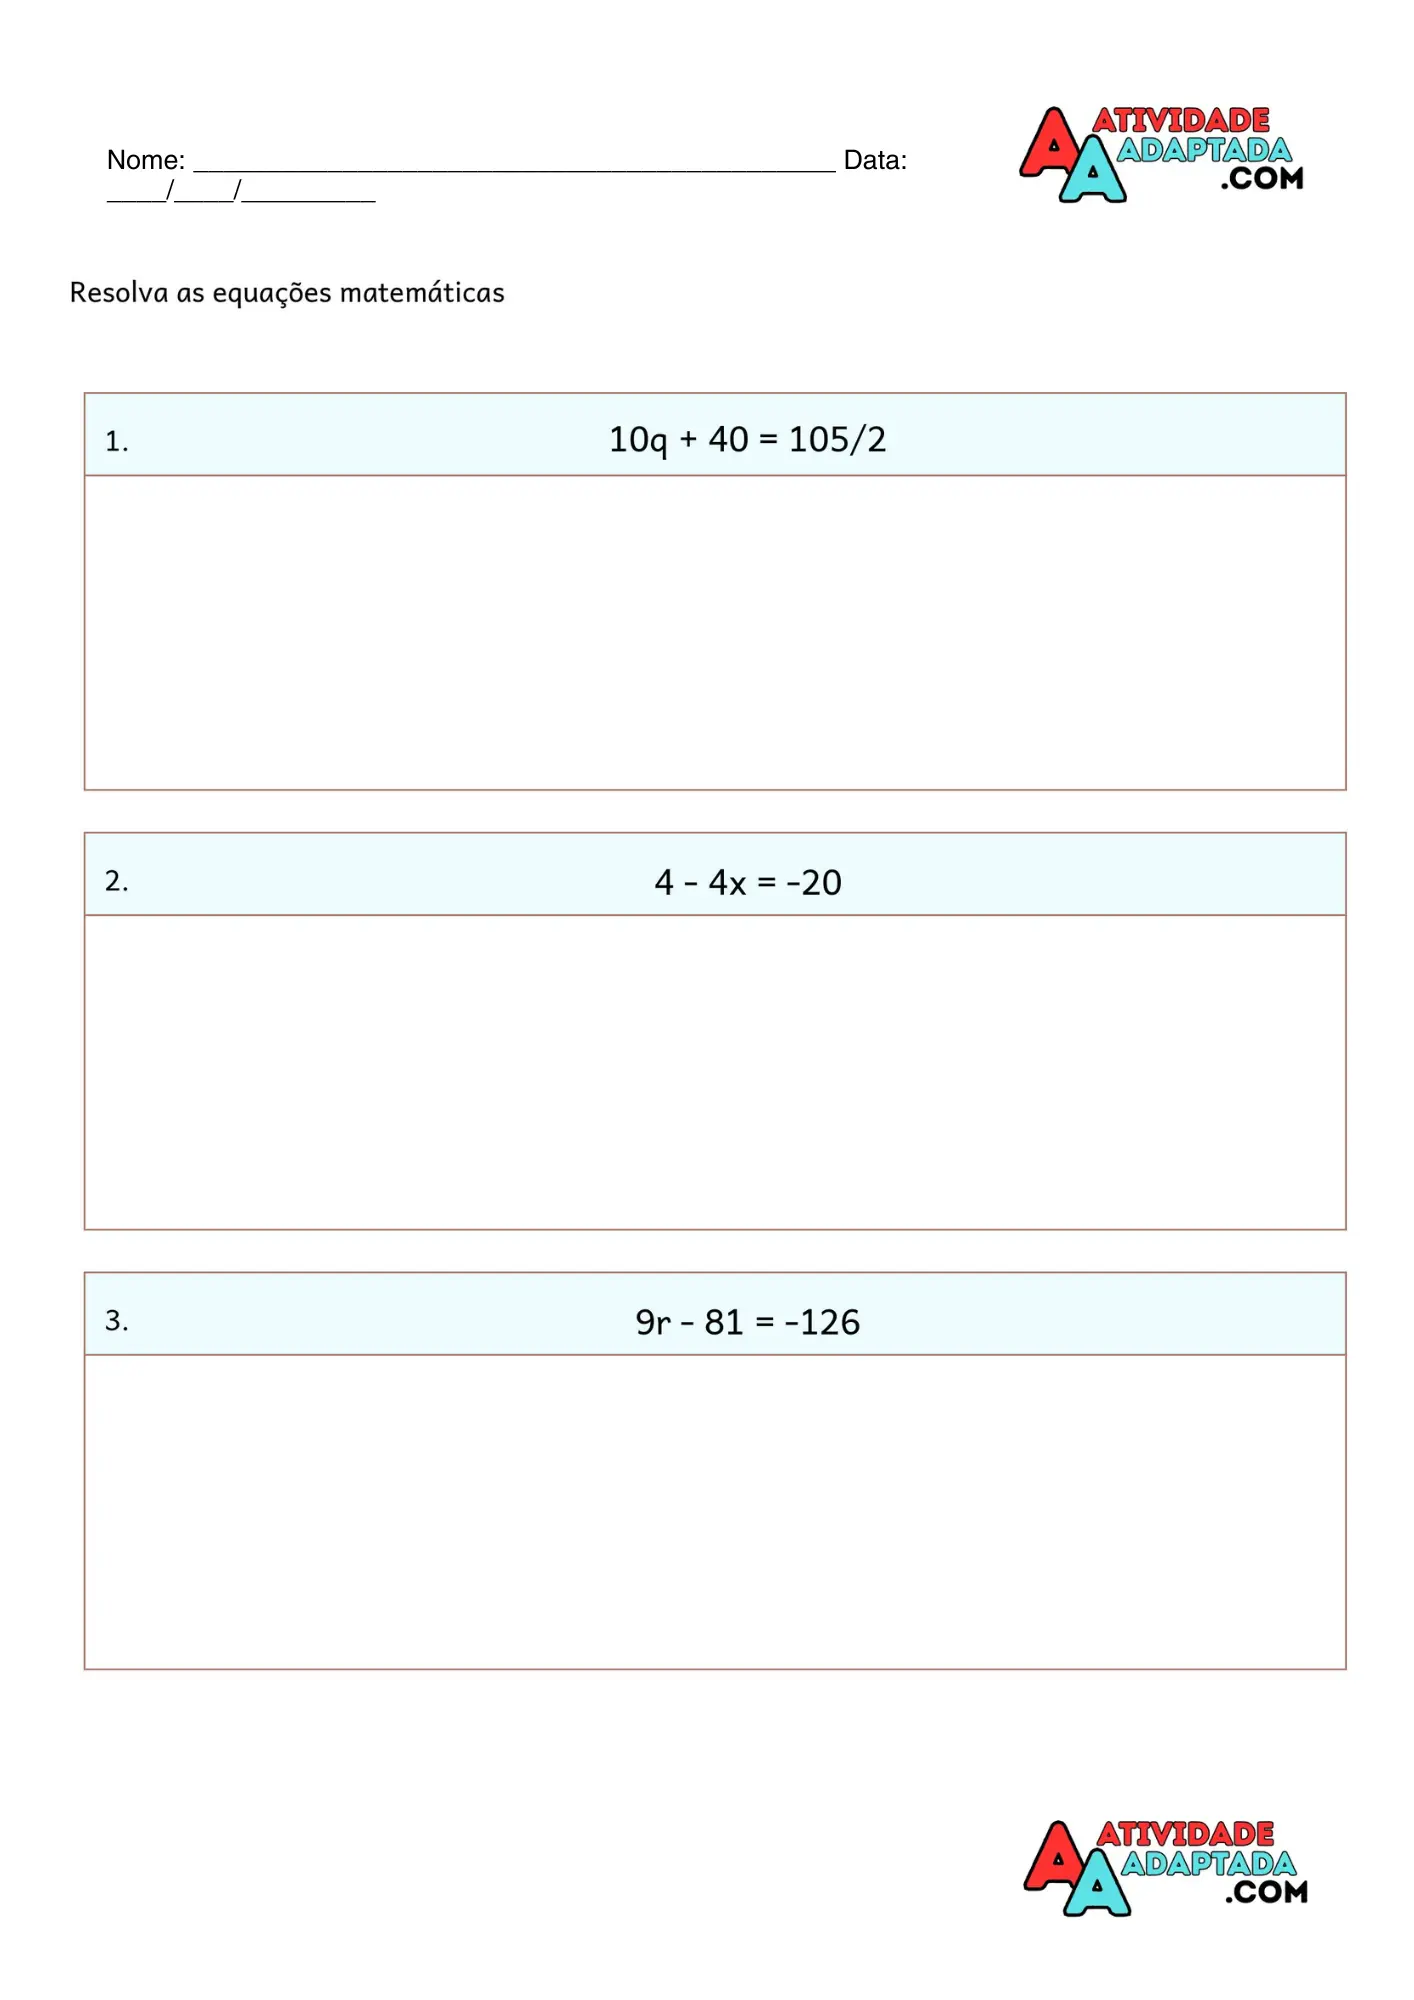 Nome: ___________________________________________ Data:
____/____/_________
ATIVIDADE
ADAPTADA
.COM
Resolva as equações matemáticas
1. 10q + 40 = 105/2
2. 4 - 4x = -20
3. 9r - 81 = -126
ATIVIDADE
ADAPTADA
.COM